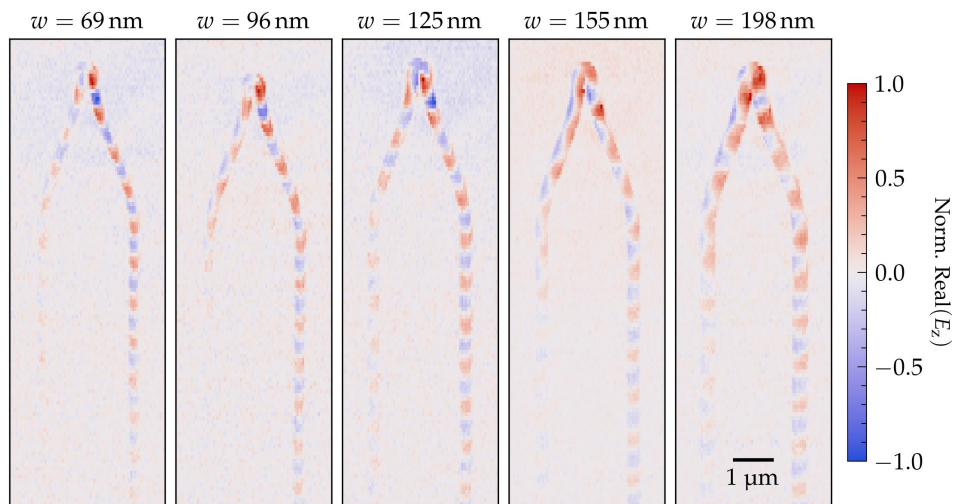 w = 69 nm
w = 96 nm
w = 125 nm
w = 155 nm
w = 198 nm
1.0
0.5
0.0
−0.5
−1.0
Norm. Real(E_z)
1 µm